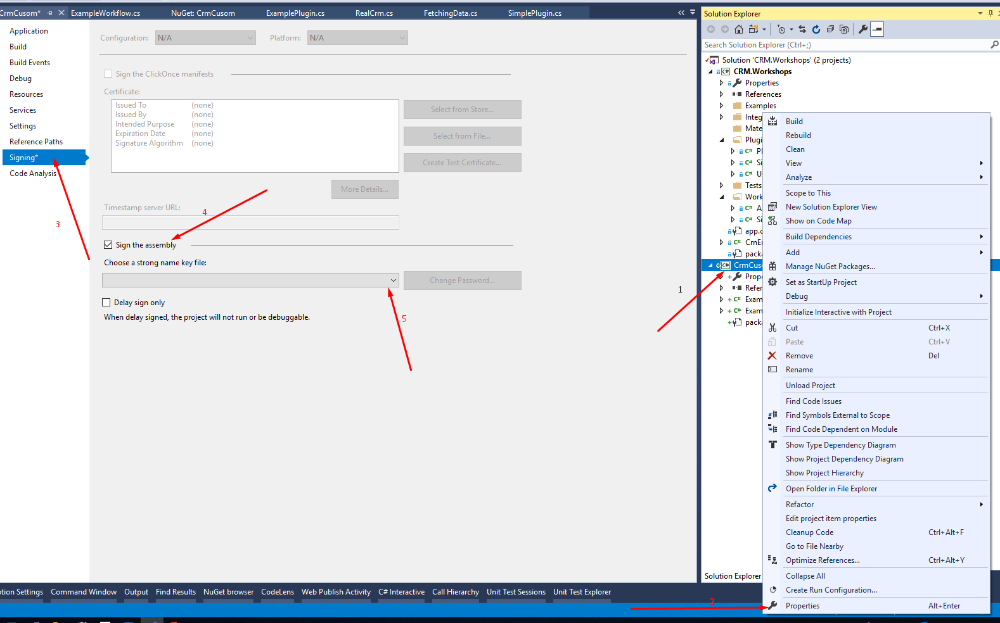 CrmCusom*
ExampleWorkflow.cs
NuGet: CrmCusom
ExamplePlugin.cs
RealCrm.cs
FetchingData.cs
SimplePlugin.cs
Application
Build
Build Events
Debug
Resources
Services
Settings
Reference Paths
Signing*
Code Analysis
3
Configuration:
N/A
Platform:
N/A
Sign the ClickOnce manifests
Certificate:
Issued To (none)
Issued By (none)
Intended Purpose (none)
Expiration Date (none)
Signature Algorithm (none)
Select from Store...
Select from File...
Create Test Certificate...
More Details...
Timestamp server URL:
4
Sign the assembly
Choose a strong name key file:
Change Password...
Delay sign only
When delay signed, the project will not run or be debuggable.
5
1
Solution Explorer
Search Solution Explorer (Ctrl+;)
Solution 'CRM.Workshops' (2 projects)
C# CRM.Workshops
Properties
References
Examples
Integ
Mate
Plugi
C# Pl
C# Si
C# U
Tests
Work
C# A
C# Si
app.c
C# CrnEr
packa
C# CrmCuso
Prope
Refer
C# Exam
C# Exam
packa
Solution Explorer
Build
Rebuild
Clean
View
Analyze
Scope to This
New Solution Explorer View
Show on Code Map
Build Dependencies
Add
Manage NuGet Packages...
Set as StartUp Project
Debug
Initialize Interactive with Project
Cut Ctrl+X
Paste Ctrl+V
Remove Del
Rename
Unload Project
Find Code Issues
Find Symbols External to Scope
Find Code Dependent on Module
Show Type Dependency Diagram
Show Project Dependency Diagram
Show Project Hierarchy
Open Folder in File Explorer
Refactor
Edit project item properties
Cleanup Code Ctrl+Alt+F
Go to File Nearby
Optimize References... Ctrl+Alt+Y
Collapse All
Create Run Configuration...
Properties Alt+Enter
2
ption Settings
Command Window
Output
Find Results
NuGet browser
CodeLens
Web Publish Activity
C# Interactive
Call Hierarchy
Unit Test Sessions
Unit Test Explorer